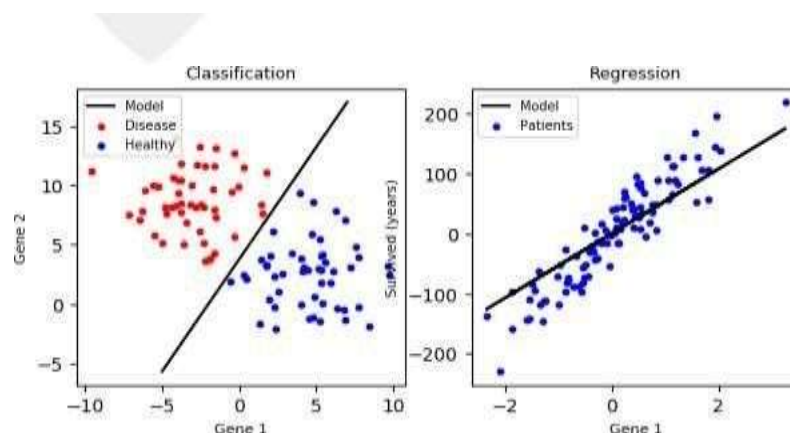 Classification
Model
Disease
Healthy
15
10
5
0
−5
−10
−5
0
5
10
Gene 2
Gene 1
Regression
Model
Patients
200
100
0
−100
−200
−2
0
2
Survived (years)
Gene 1